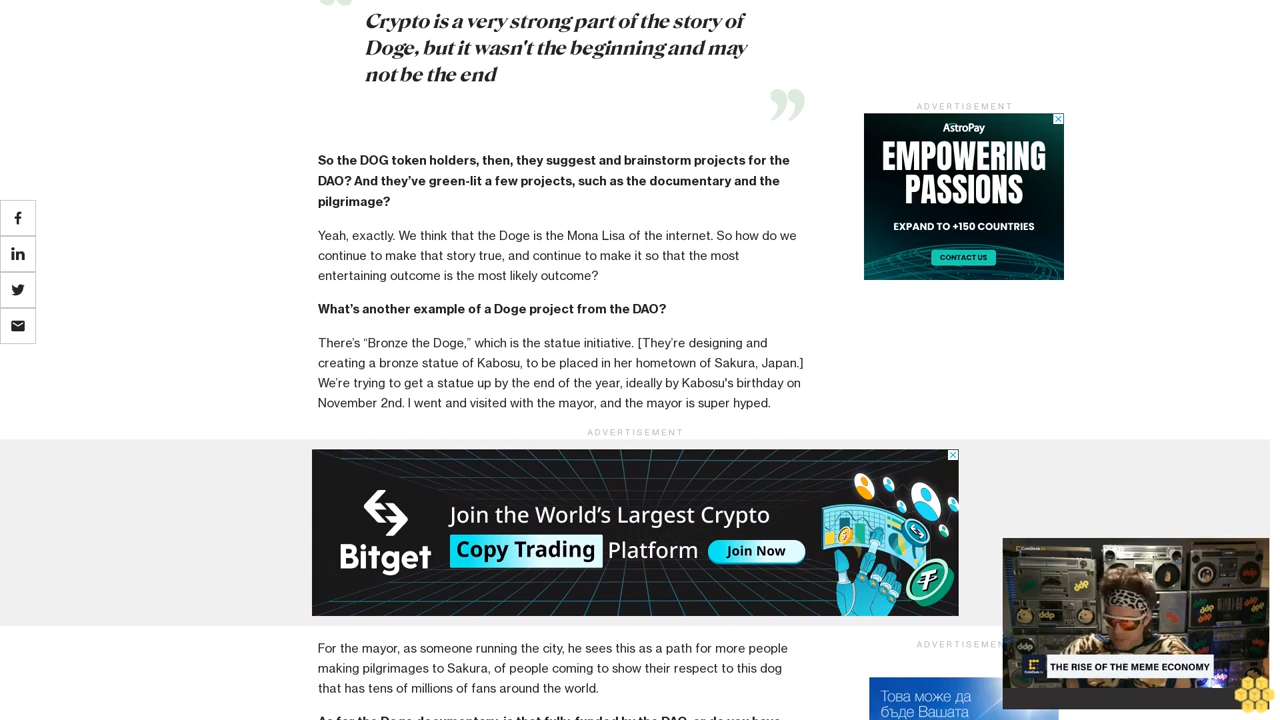 Crypto is a very strong part of the story of
Doge, but it wasn't the beginning and may
not be the end
So the DOG token holders, then, they suggest and brainstorm projects for the
DAO? And they’ve green-lit a few projects, such as the documentary and the
pilgrimage?
Yeah, exactly. We think that the Doge is the Mona Lisa of the internet. So how do we
continue to make that story true, and continue to make it so that the most
entertaining outcome is the most likely outcome?
What’s another example of a Doge project from the DAO?
There’s “Bronze the Doge,” which is the statue initiative. [They’re designing and
creating a bronze statue of Kabosu, to be placed in her hometown of Sakura, Japan.]
We’re trying to get a statue up by the end of the year, ideally by Kabosu's birthday on
November 2nd. I went and visited with the mayor, and the mayor is super hyped.
ADVERTISEMENT
AstroPay
EMPOWERING
PASSIONS
EXPAND TO +150 COUNTRIES
CONTACT US
ADVERTISEMENT
Bitget
Join the World’s Largest Crypto
Copy Trading Platform
Join Now
For the mayor, as someone running the city, he sees this as a path for more people
making pilgrimages to Sakura, of people coming to show their respect to this dog
that has tens of millions of fans around the world.
ADVERTISEMEN
CoinDesk
ddp
ddp
ddp
THE RISE OF THE MEME ECONOMY
Това може да
бъде Вашата